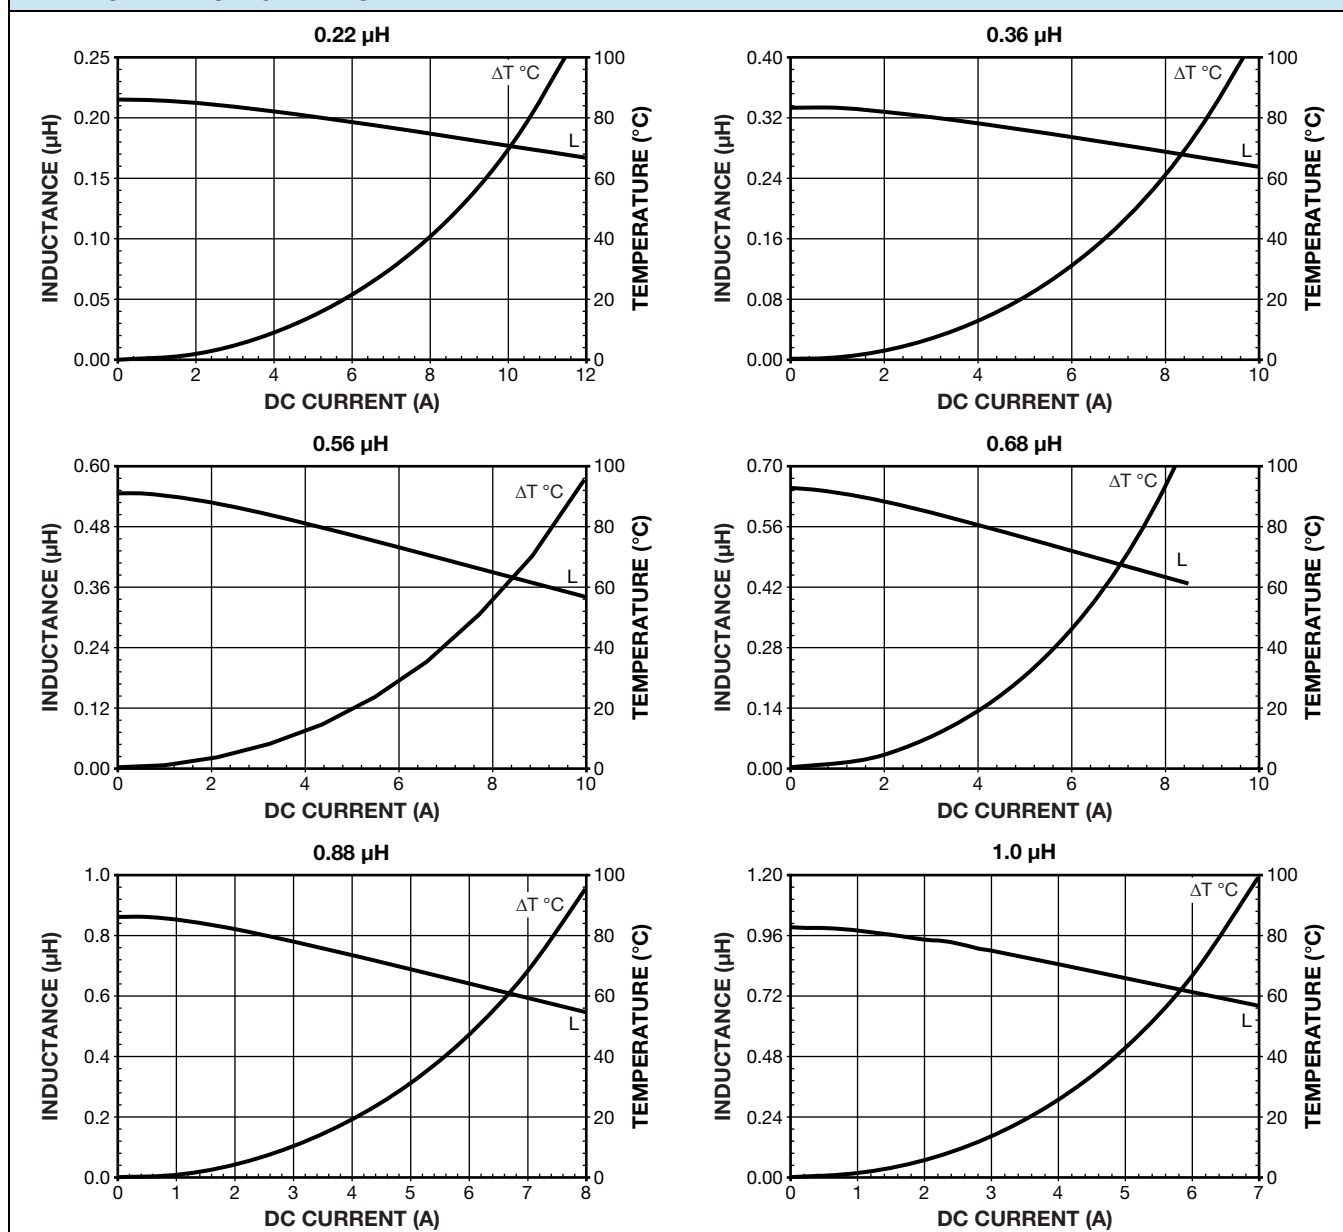 0.22 µH
INDUCTANCE (µH)
0.25
0.20
0.15
0.10
0.05
0.00
ΔT °C
L
100
80
60
40
20
0
TEMPERATURE (°C)
0 2 4 6 8 10 12
DC CURRENT (A)
0.36 µH
INDUCTANCE (µH)
0.40
0.32
0.24
0.16
0.08
0.00
ΔT °C
L
100
80
60
40
20
0
TEMPERATURE (°C)
0 2 4 6 8 10
DC CURRENT (A)
0.56 µH
INDUCTANCE (µH)
0.60
0.48
0.36
0.24
0.12
0.00
ΔT °C
L
100
80
60
40
20
0
TEMPERATURE (°C)
0 2 4 6 8 10
DC CURRENT (A)
0.68 µH
INDUCTANCE (µH)
0.70
0.56
0.42
0.28
0.14
0.00
ΔT °C
L
100
80
60
40
20
0
TEMPERATURE (°C)
0 2 4 6 8 10
DC CURRENT (A)
0.88 µH
INDUCTANCE (µH)
1.0
0.8
0.6
0.4
0.2
0.0
ΔT °C
L
100
80
60
40
20
0
TEMPERATURE (°C)
0 1 2 3 4 5 6 7 8
DC CURRENT (A)
1.0 µH
INDUCTANCE (µH)
1.20
0.96
0.72
0.48
0.24
0.00
ΔT °C
L
100
80
60
40
20
0
TEMPERATURE (°C)
0 1 2 3 4 5 6 7
DC CURRENT (A)